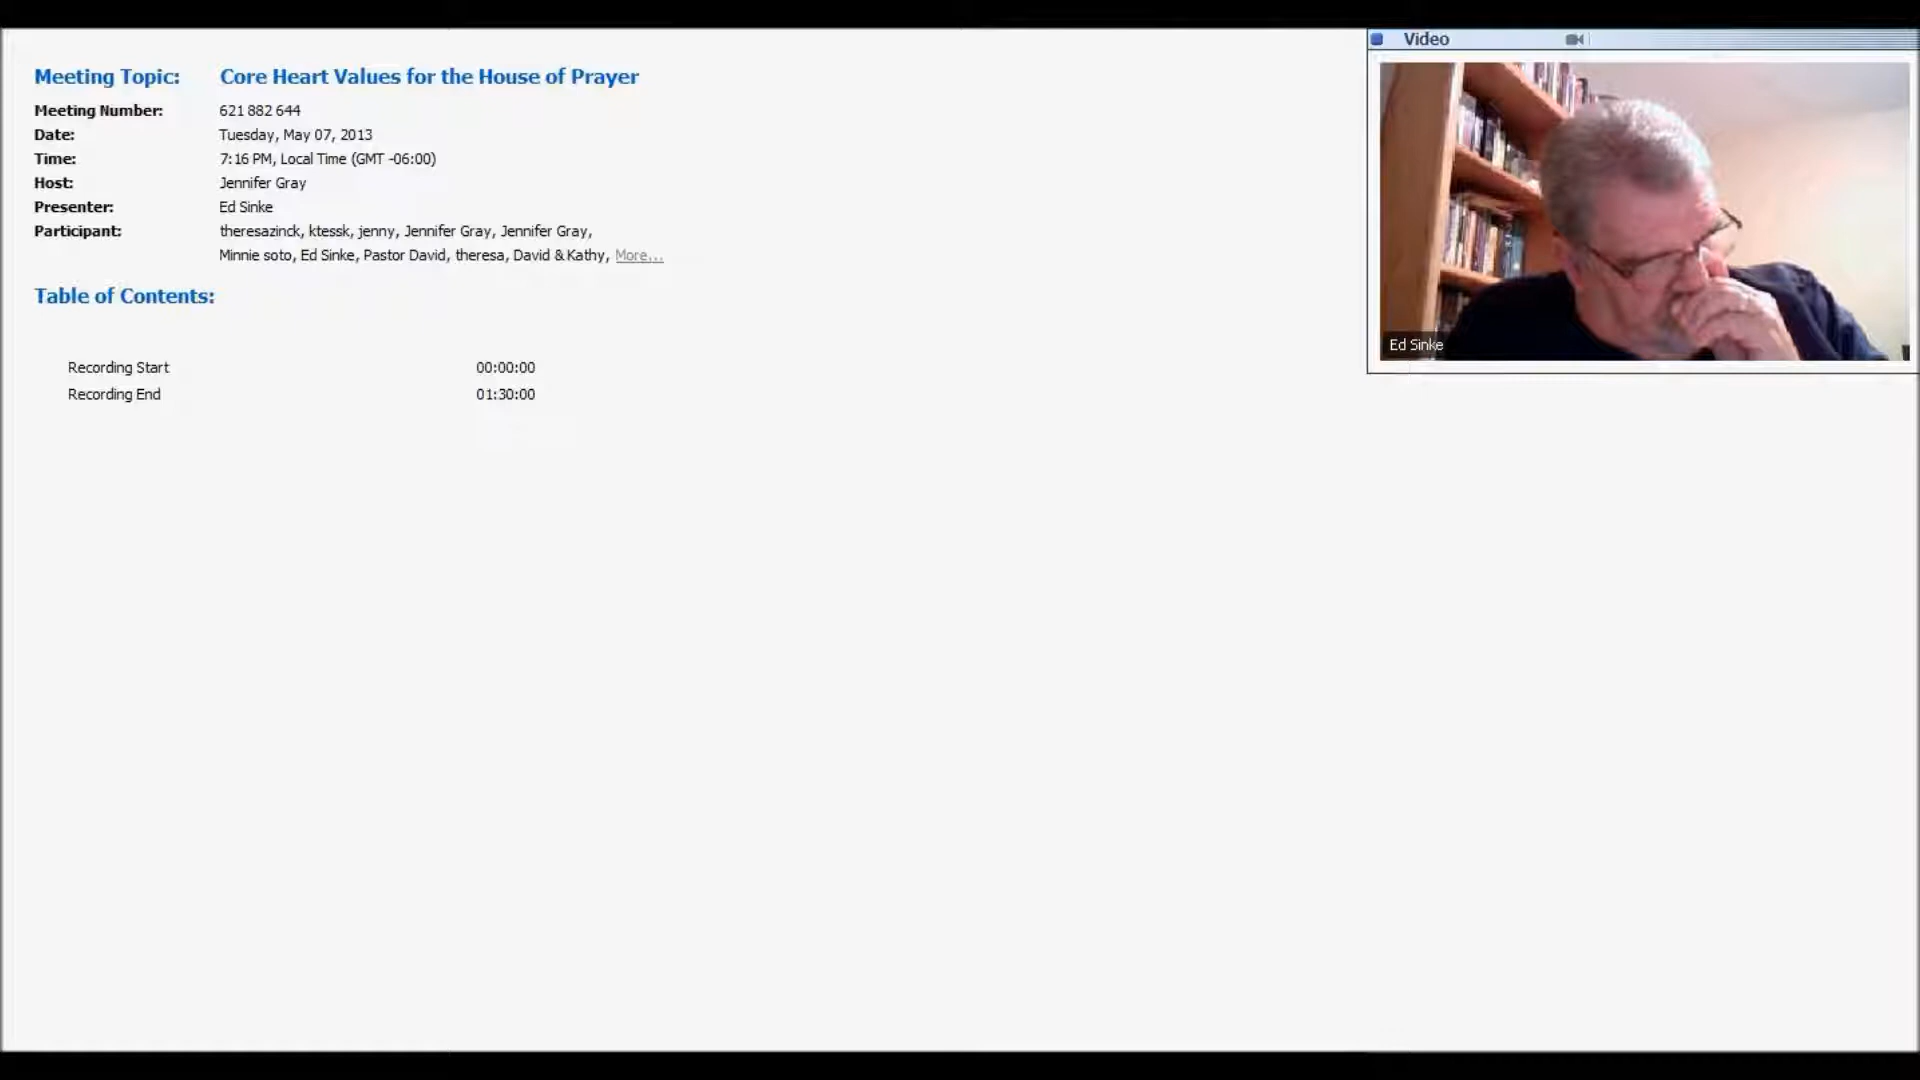 Video
Meeting Topic: Core Heart Values for the House of Prayer
Meeting Number: 621 882 644
Date: Tuesday, May 07, 2013
Time: 7:16 PM, Local Time (GMT -06:00)
Host: Jennifer Gray
Presenter: Ed Sinke
Participant: theresazinck, ktessk, jenny, Jennifer Gray, Jennifer Gray,
Minnie soto, Ed Sinke, Pastor David, theresa, David & Kathy, More...
Table of Contents:
Ed Sinke
Recording Start 00:00:00
Recording End 01:30:00